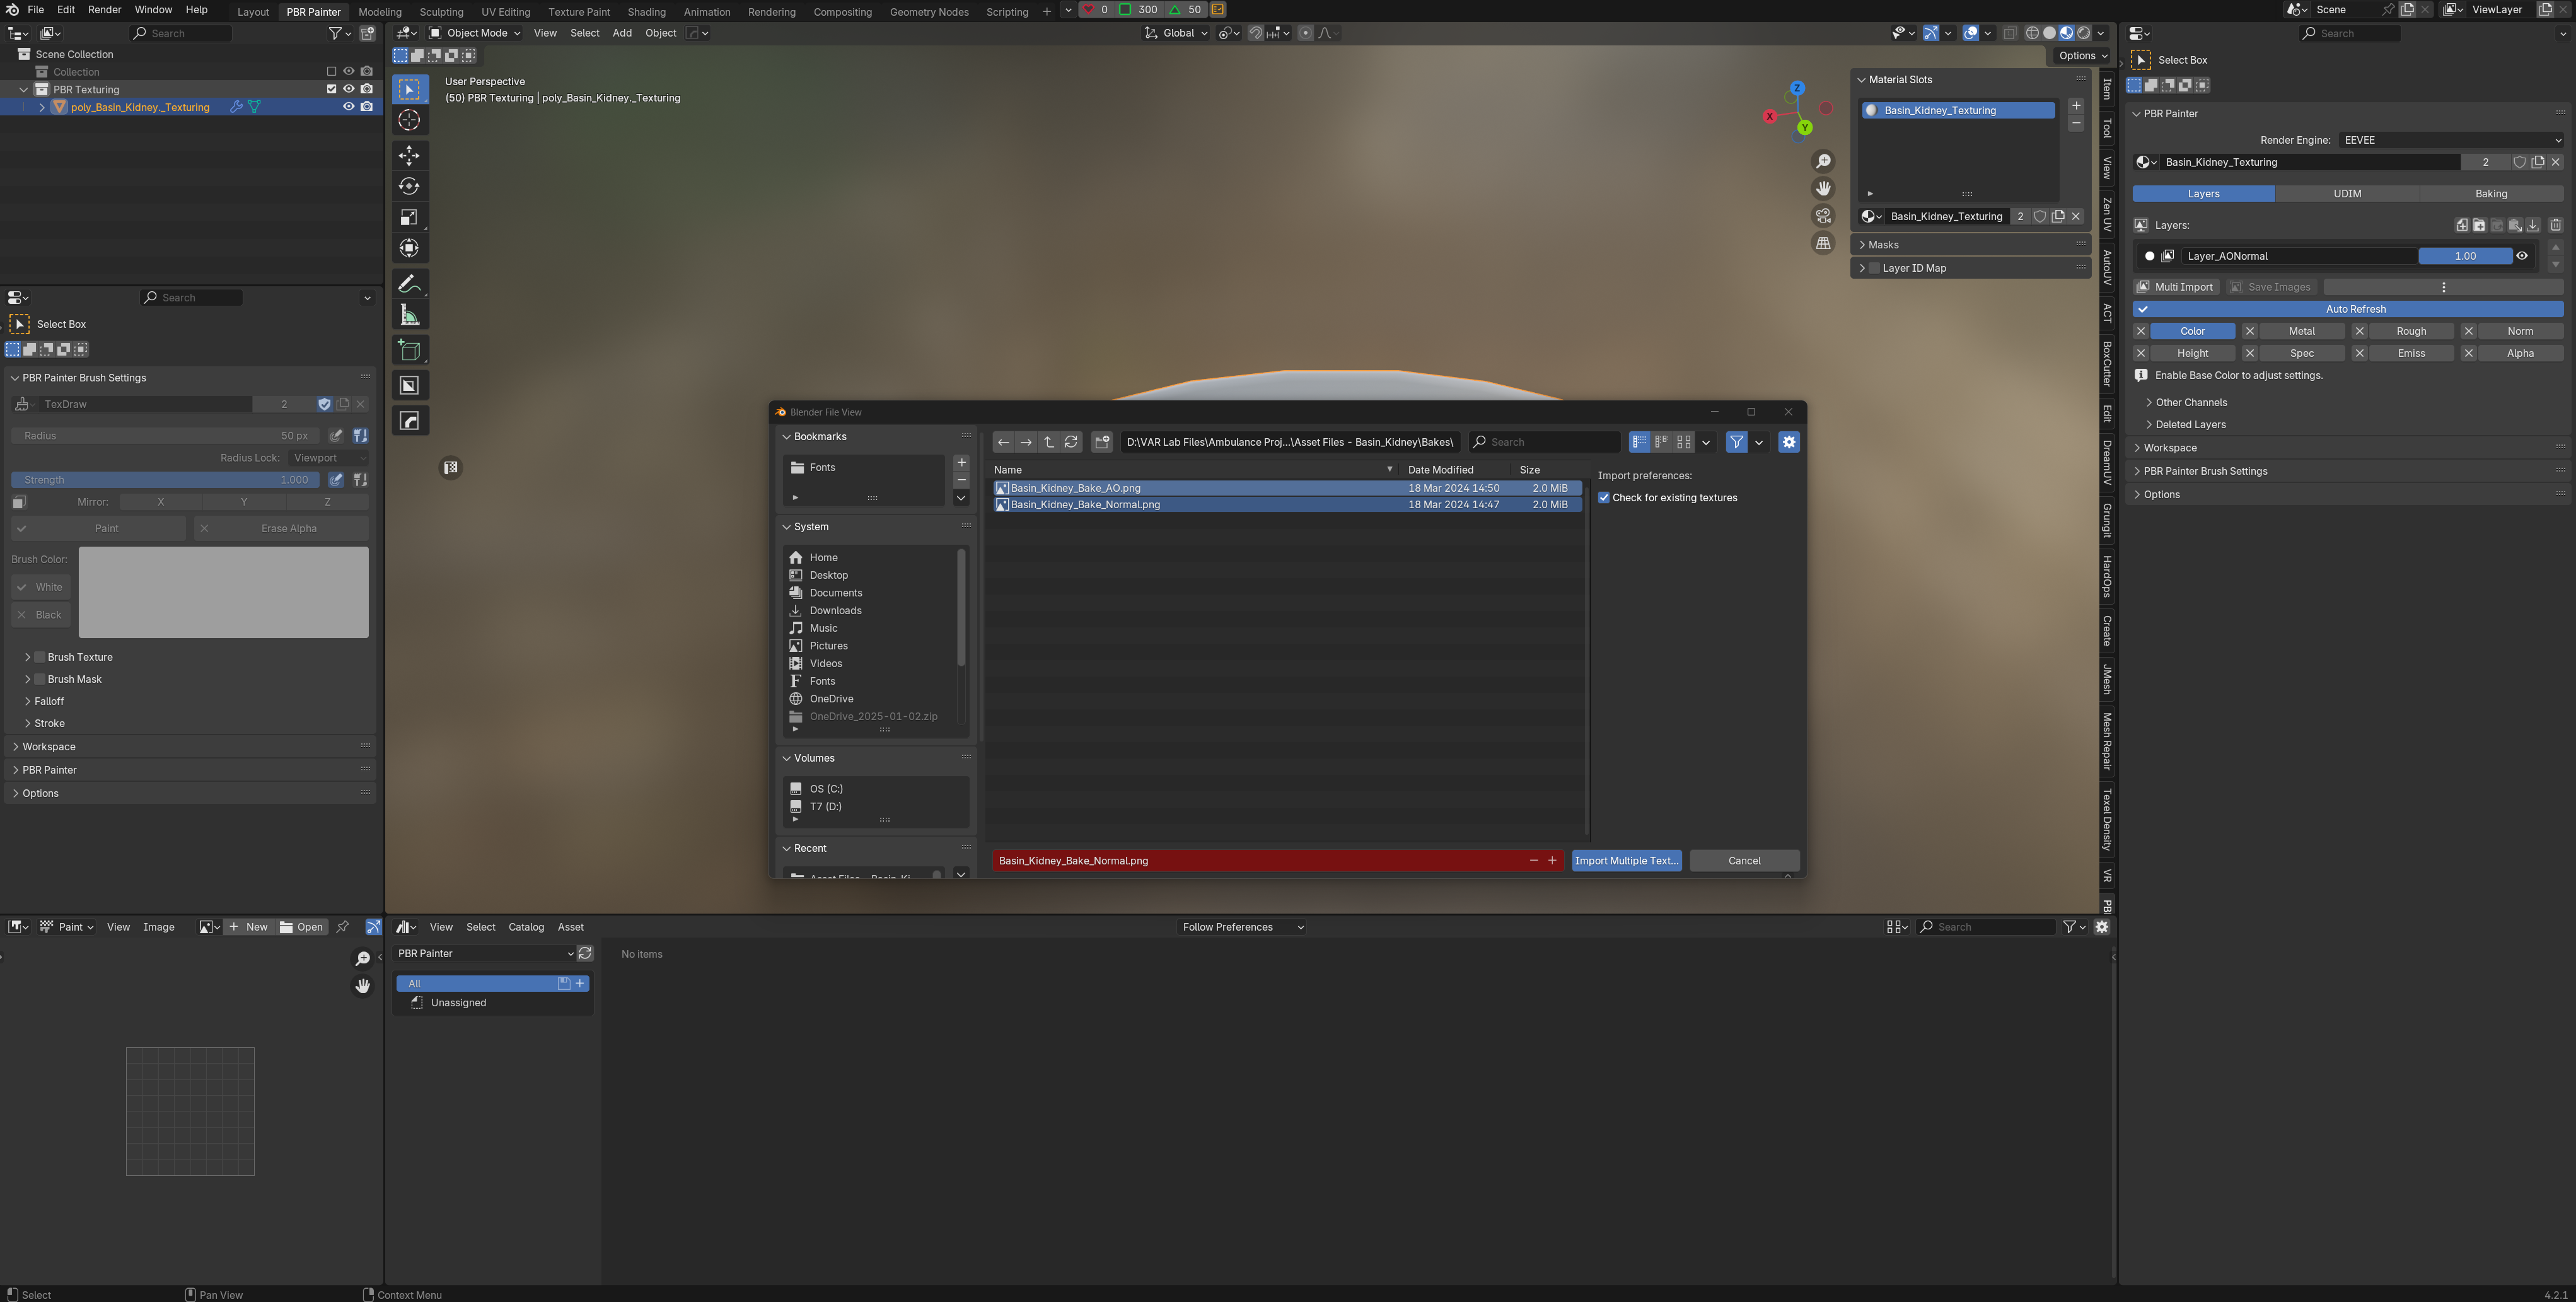 File Edit Render Window Help Layout PBR Painter Modeling Sculpting UV Editing Texture Paint Shading Animation Rendering Compositing Geometry Nodes Scripting + 0 300 50 Scene ViewLayer
Search
Scene Collection
Collection
PBR Texturing
poly_Basin_Kidney._Texturing
Search
Select Box
PBR Painter Brush Settings
TexDraw 2
Radius 50 px
Radius Lock: Viewport
Strength 1.000
Mirror: X Y Z
Paint Erase Alpha
Brush Color:
White
Black
Brush Texture
Brush Mask
Falloff
Stroke
Workspace
PBR Painter
Options
Object Mode View Select Add Object Global
Options
User Perspective
(50) PBR Texturing | poly_Basin_Kidney._Texturing
Z
X
Y
Material Slots
Basin_Kidney_Texturing
Basin_Kidney_Texturing 2
Masks
Layer ID Map
Item
Tool
View
Zen UV
AutoUV
ACT
BoxCutter
Edit
DreamUV
Grungit
HardOps
Create
JMesh
Mesh Repair
Texel Density
VR
PB
Blender File View
Bookmarks
Fonts
System
Home
Desktop
Documents
Downloads
Music
Pictures
Videos
Fonts
OneDrive
OneDrive_2025-01-02.zip
Volumes
OS (C:)
T7 (D:)
Recent
D:\VAR Lab Files\Ambulance Proj...\Asset Files - Basin_Kidney\Bakes\ Search
Name Date Modified Size
Basin_Kidney_Bake_AO.png 18 Mar 2024 14:50 2.0 MiB
Basin_Kidney_Bake_Normal.png 18 Mar 2024 14:47 2.0 MiB
Import preferences:
Check for existing textures
Basin_Kidney_Bake_Normal.png Import Multiple Text... Cancel
Search
Select Box
PBR Painter
Render Engine: EEVEE
Basin_Kidney_Texturing 2
Layers UDIM Baking
Layers:
Layer_AONormal 1.00
Multi Import Save Images
Auto Refresh
Color Metal Rough Norm
Height Spec Emiss Alpha
Enable Base Color to adjust settings.
Other Channels
Deleted Layers
Workspace
PBR Painter Brush Settings
Options
Paint View Image New Open
View Select Catalog Asset Follow Preferences Search
PBR Painter
All
Unassigned
No items
Select Pan View Context Menu 4.2.1